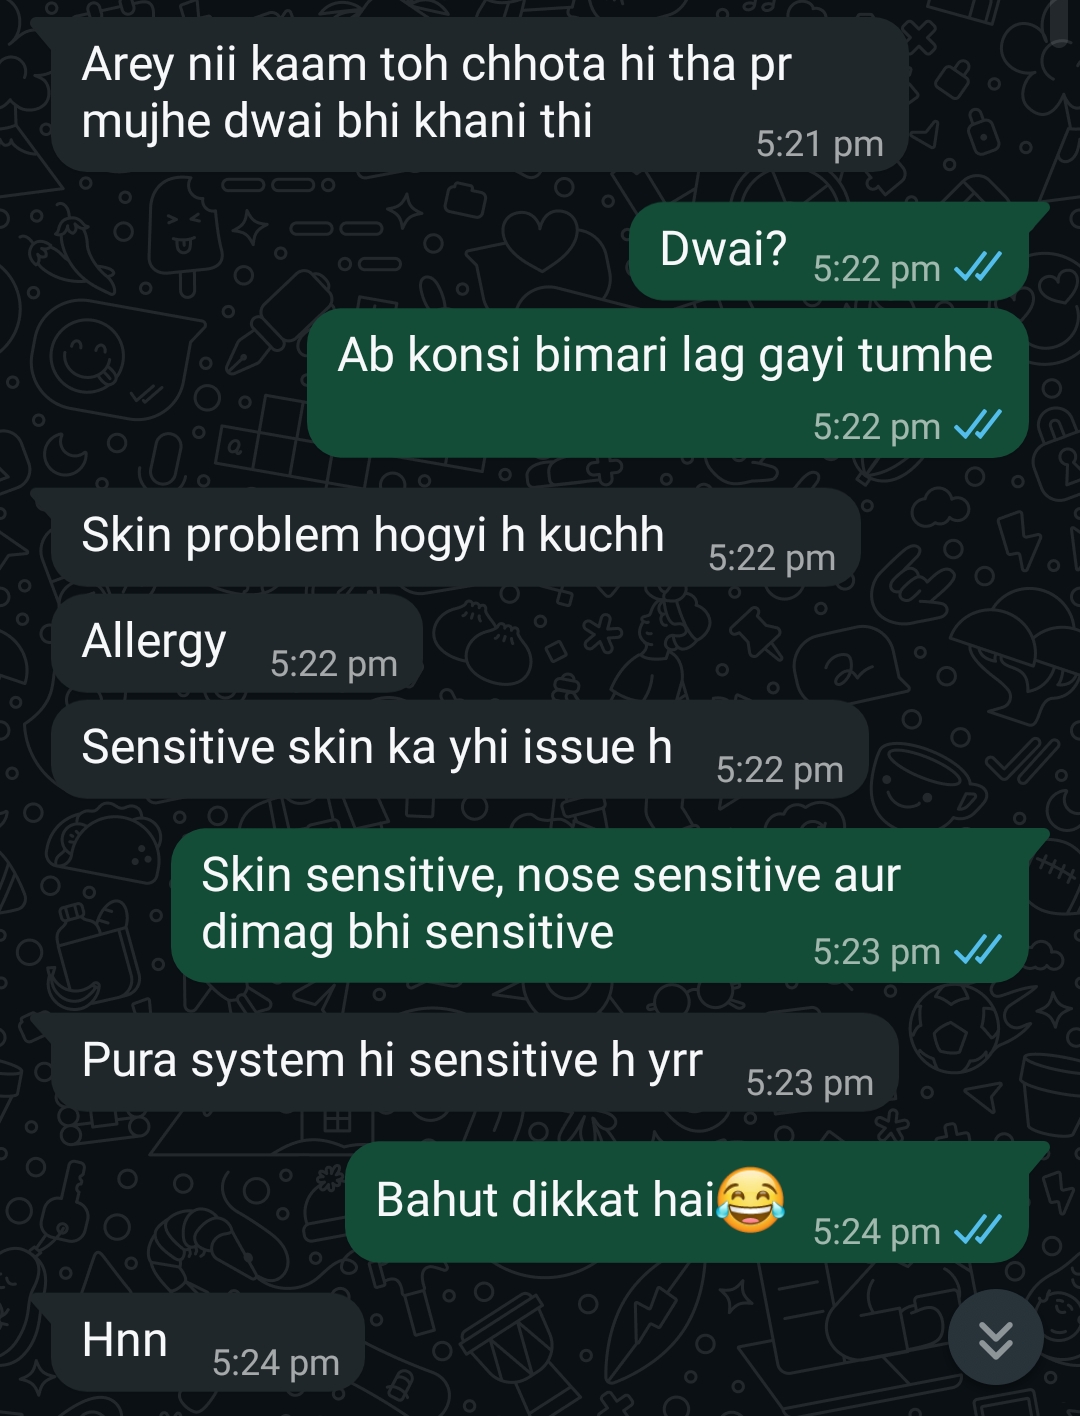 Arey nii kaam toh chhota hi tha pr
mujhe dwai bhi khani thi
5:21 pm
Dwai?
5:22 pm
Ab konsi bimari lag gayi tumhe
5:22 pm
Skin problem hogyi h kuchh
5:22 pm
Allergy
5:22 pm
Sensitive skin ka yhi issue h
5:22 pm
Skin sensitive, nose sensitive aur
dimag bhi sensitive
5:23 pm
Pura system hi sensitive h yrr
5:23 pm
Bahut dikkat hai😂
5:24 pm
Hnn
5:24 pm